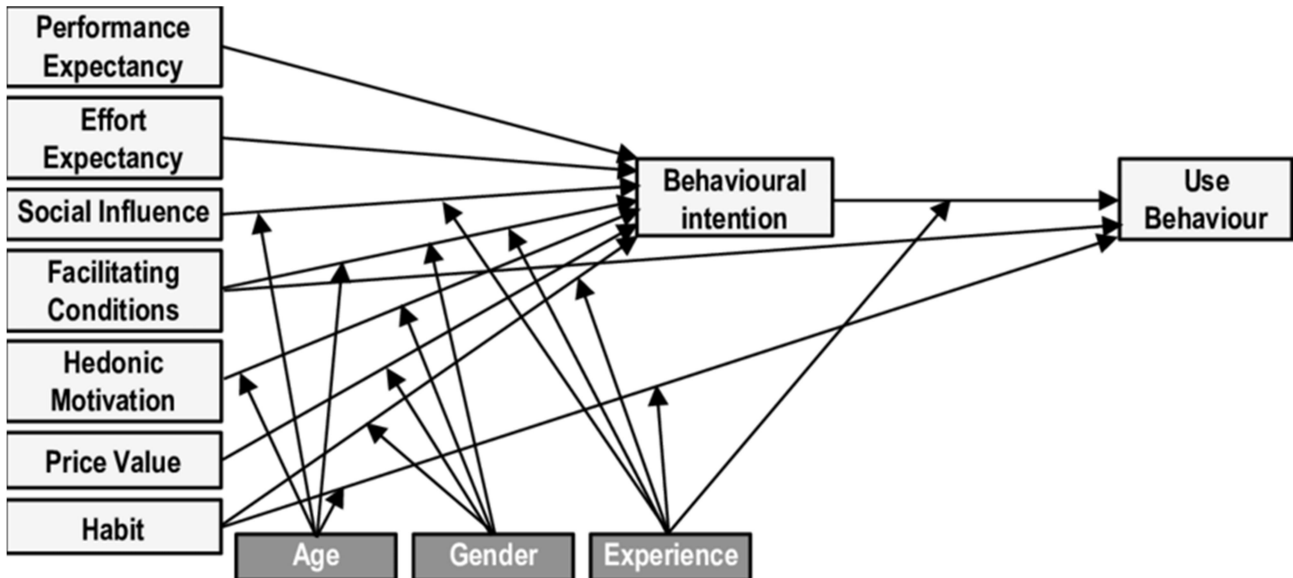 Performance
Expectancy
Effort
Expectancy
Social Influence
Facilitating
Conditions
Hedonic
Motivation
Price Value
Habit
Behavioural
intention
Use
Behaviour
Age
Gender
Experience